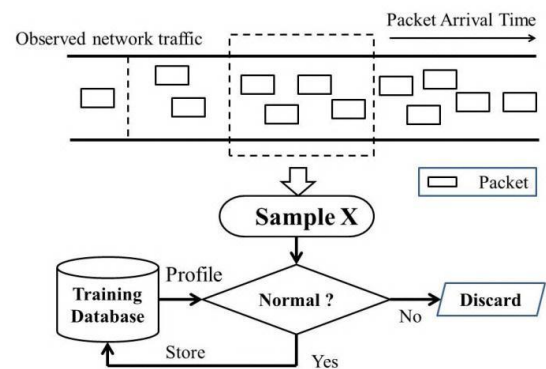 Packet Arrival Time
Observed network traffic
Packet
Sample X
Profile
Training
Database
Normal ?
No
Discard
Store
Yes